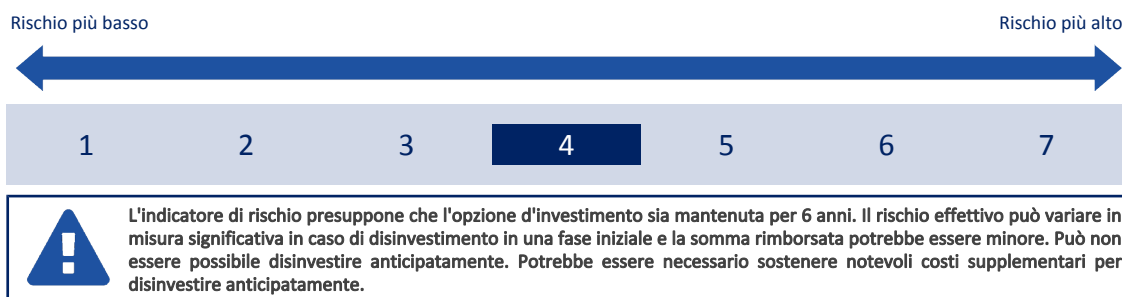 Rischio più basso Rischio più alto
1 2 3 4 5 6 7
L'indicatore di rischio presuppone che l'opzione d'investimento sia mantenuta per 6 anni. Il rischio effettivo può variare in
misura significativa in caso di disinvestimento in una fase iniziale e la somma rimborsata potrebbe essere minore. Può non
essere possibile disinvestire anticipatamente. Potrebbe essere necessario sostenere notevoli costi supplementari per
disinvestire anticipatamente.